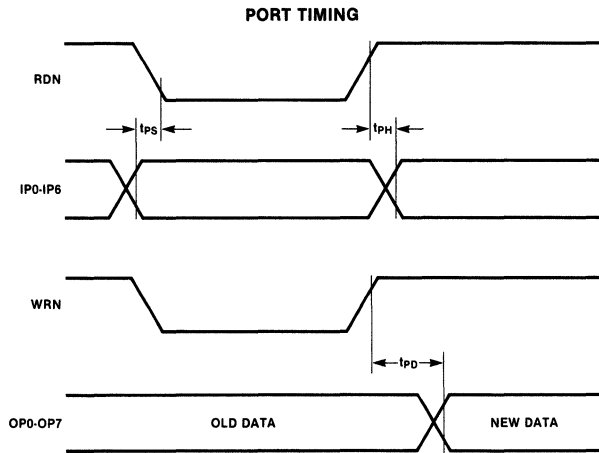 PORT TIMING
RDN
tPS
tPH
IP0-IP6
WRN
tPD
OP0-OP7
OLD DATA
NEW DATA